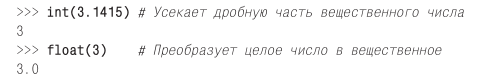 >>> int(3.1415) # Усекает дробную часть вещественного числа
3
>>> float(3) # Преобразует целое число в вещественное
3.0